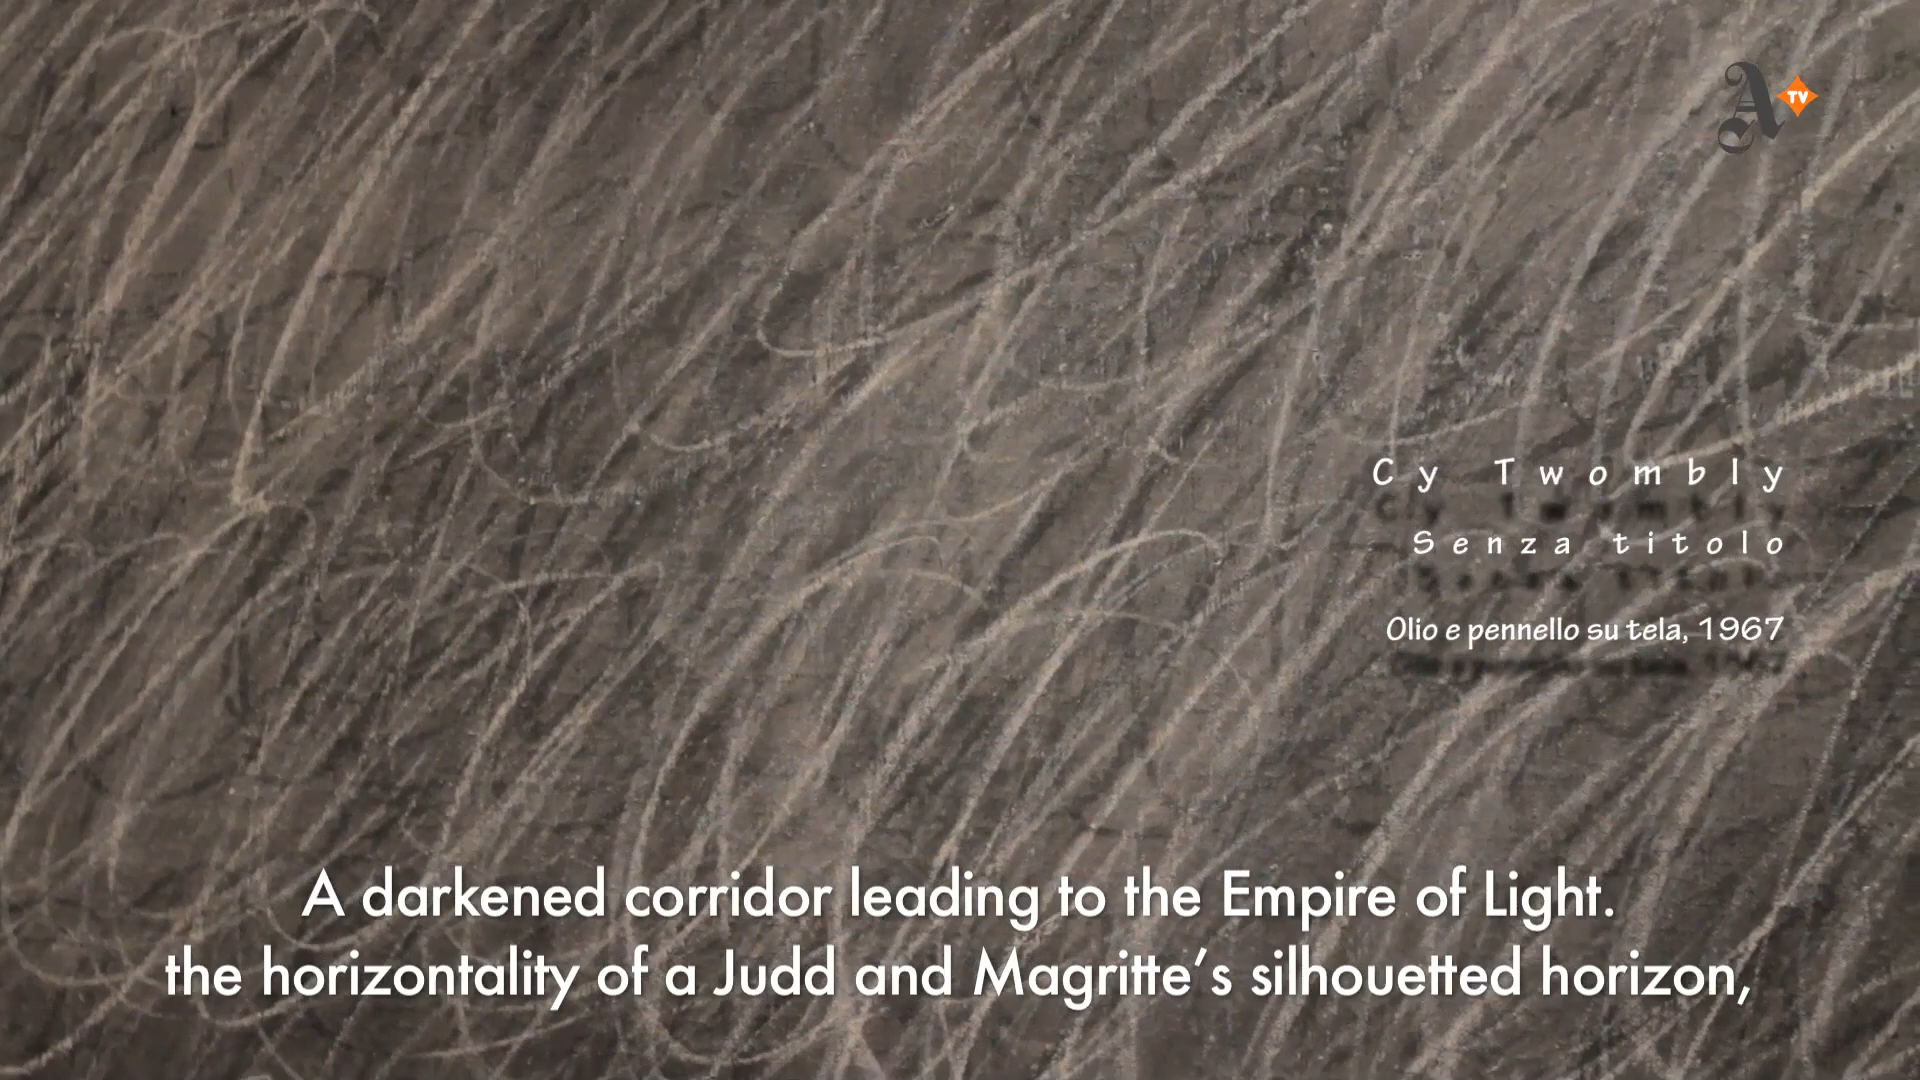 A TV
Cy Twombly
Senza titolo
Olio e pennello su tela, 1967
A darkened corridor leading to the Empire of Light.
the horizontality of a Judd and Magritte’s silhouetted horizon,